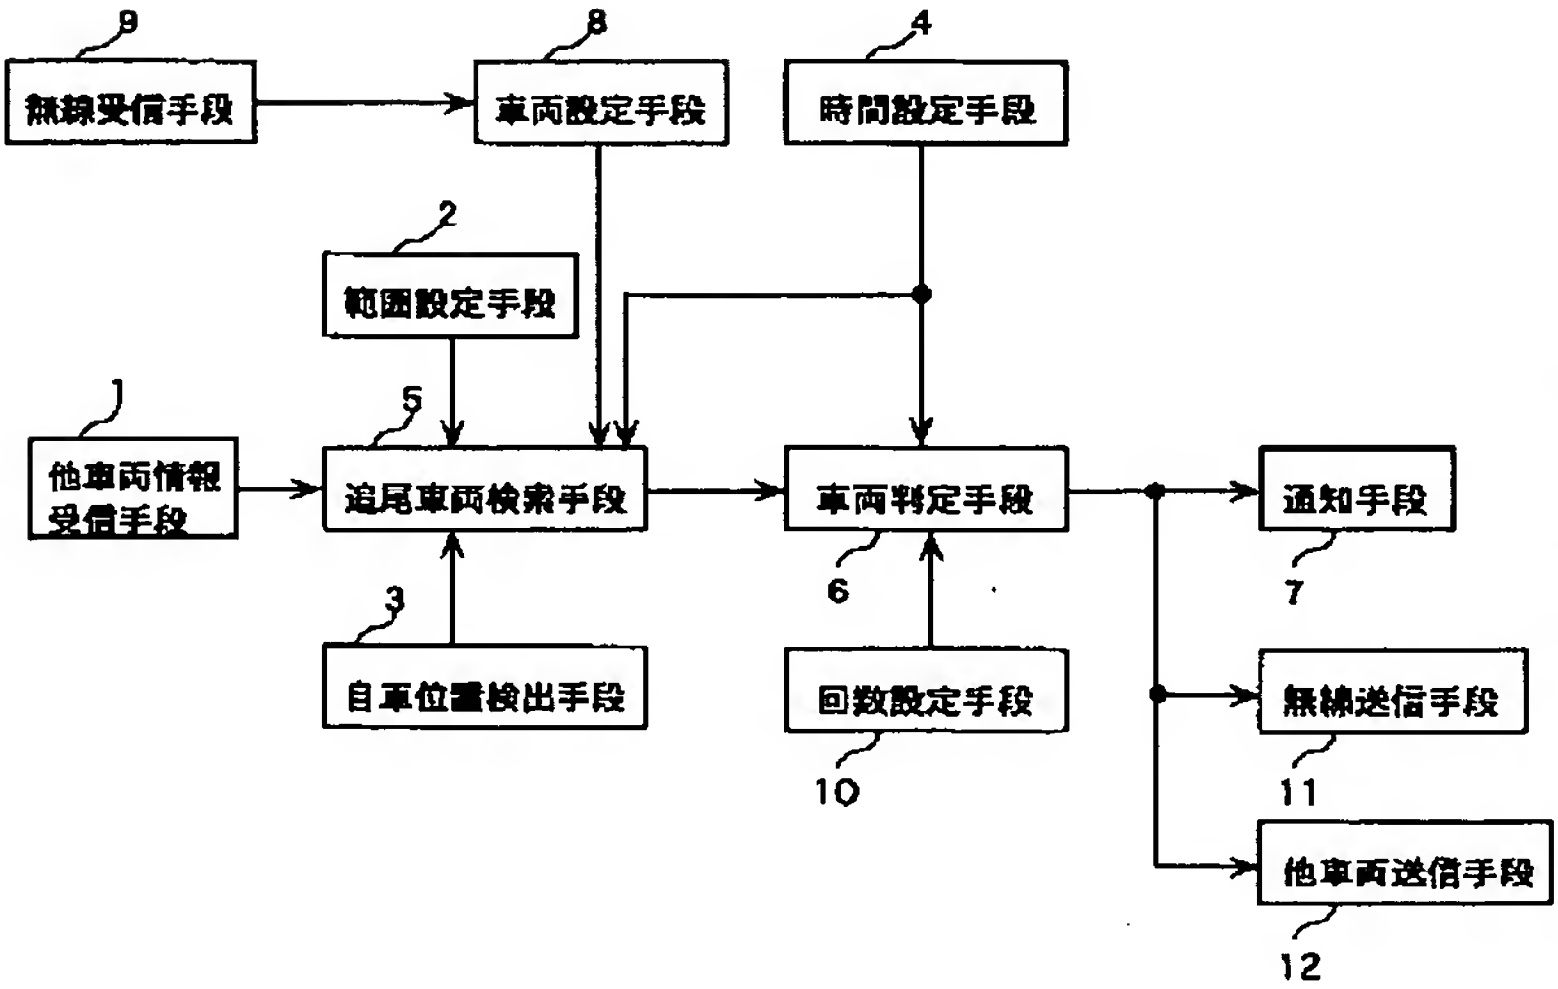 9
8
4
無線受信手段
車両設定手段
時間設定手段
2
範囲設定手段
1
5
他車両情報
受信手段
追尾車両検索手段
車両判定手段
通知手段
6
7
3
自車位置検出手段
回数設定手段
無線送信手段
10
11
他車両送信手段
12